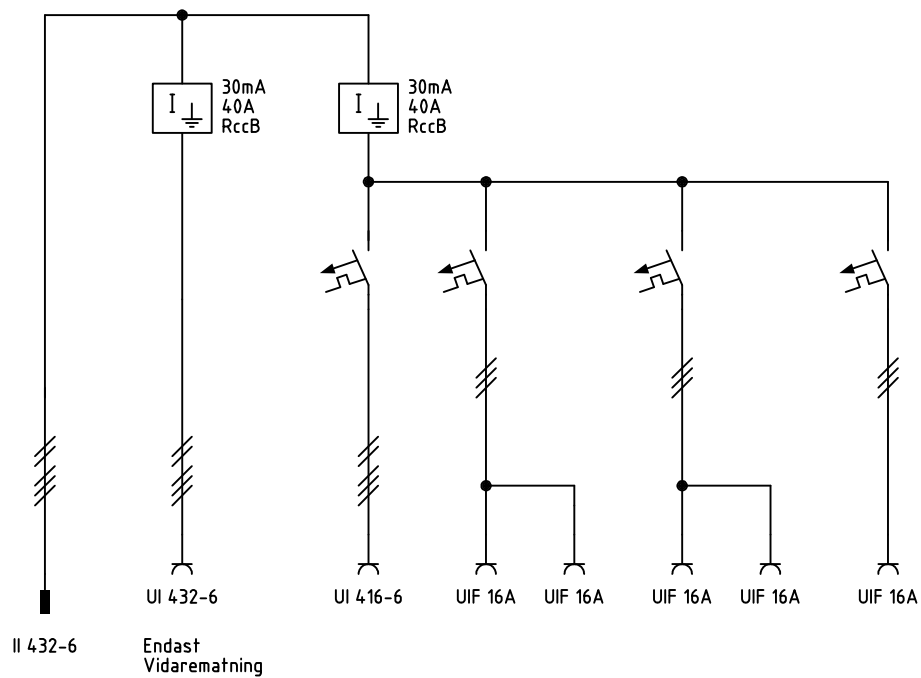 30mA
40A
RccB
30mA
40A
RccB
I
I
UI 432-6
UI 416-6
UIF 16A
UIF 16A
UIF 16A
UIF 16A
UIF 16A
II 432-6
Endast
Vidarematning